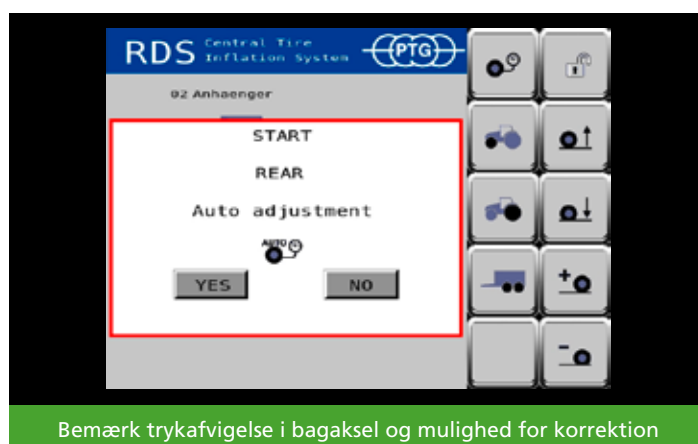 RDS Central Tire
Inflation System
PTG
02 Anhaenger
START
REAR
Auto adjustment
AUTO
YES NO
+
-
Bemærk trykafvigelse i bagaksel og mulighed for korrektion